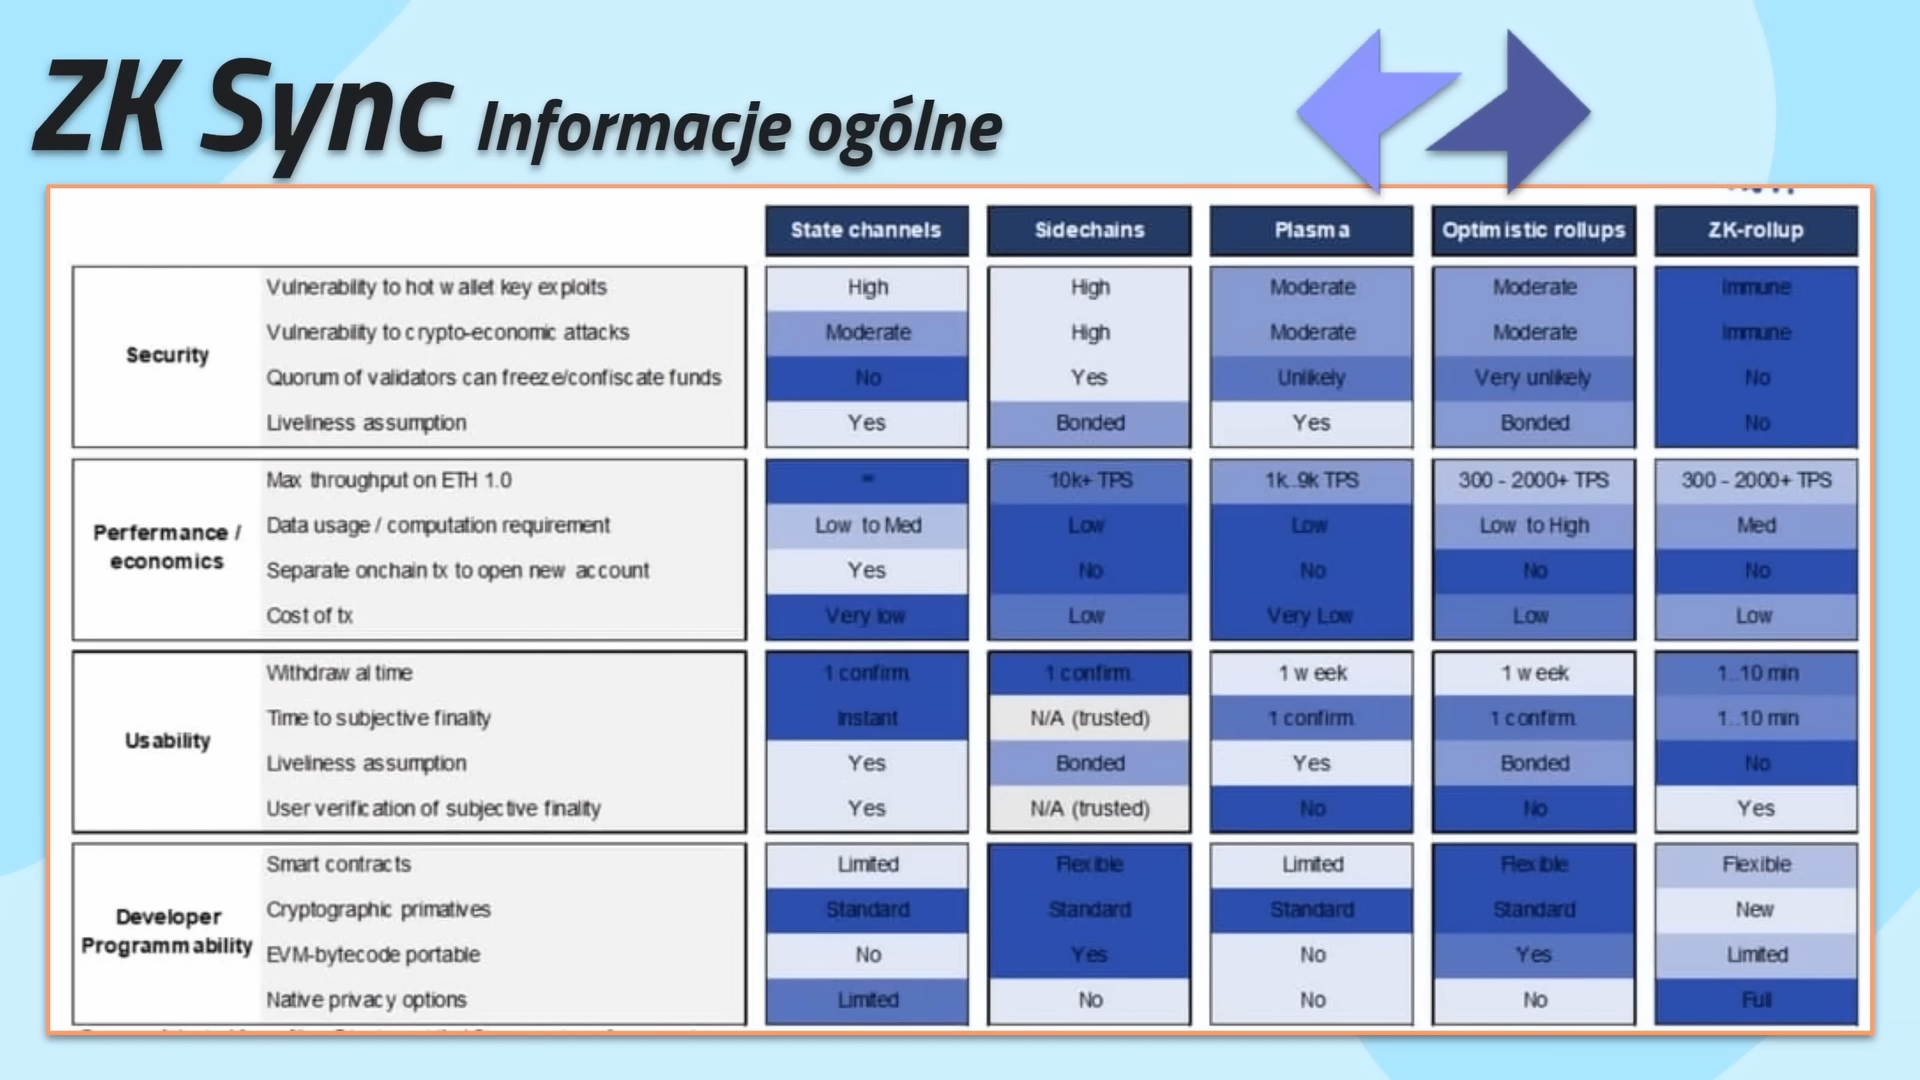 ZK Sync Informacje ogólne
State channels Sidechains Plasma Optimistic rollups ZK-rollup
Security
Vulnerability to hot wallet key exploits High High Moderate Moderate Immune
Vulnerability to crypto-economic attacks Moderate High Moderate Moderate Immune
Quorum of validators can freeze/confiscate funds No Yes Unlikely Very unlikely No
Liveliness assumption Yes Bonded Yes Bonded No
Perfermance / economics
Max throughput on ETH 1.0 10k+ TPS 1k..9k TPS 300 - 2000+ TPS 300 - 2000+ TPS
Data usage / computation requirement Low to Med Low Low Low to High Med
Separate onchain tx to open new account Yes No No No No
Cost of tx Very low Low Very Low Low Low
Usability
Withdrawal time 1 confirm. 1 confirm. 1 week 1 week 1..10 min
Time to subjective finality Instant N/A (trusted) 1 confirm. 1 confirm. 1..10 min
Liveliness assumption Yes Bonded Yes Bonded No
User verification of subjective finality Yes N/A (trusted) No No Yes
Developer Programmability
Smart contracts Limited Flexible Limited Flexible Flexible
Cryptographic primatives Standard Standard Standard Standard New
EVM-bytecode portable No Yes No Yes Limited
Native privacy options Limited No No No Full